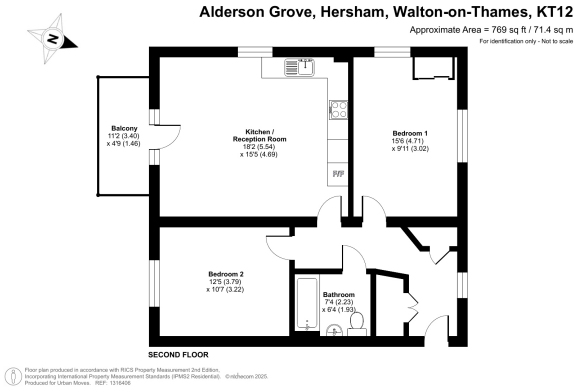 Alderson Grove, Hersham, Walton-on-Thames, KT12
Approximate Area = 769 sq ft / 71.4 sq m
For identification only - Not to scale
N
Balcony
11'2 (3.40)
x 4'9 (1.46)
Kitchen /
Reception Room
18'2 (5.54)
x 15'5 (4.69)
F/F
Bedroom 1
15'6 (4.71)
x 9'11 (3.02)
Bedroom 2
12'5 (3.79)
x 10'7 (3.22)
Bathroom
7'4 (2.23)
x 6'4 (1.93)
SECOND FLOOR
Floor plan produced in accordance with RICS Property Measurement 2nd Edition,
Incorporating International Property Measurement Standards (IPMS2 Residential). ©nichecom 2025.
Produced for Urban Moves. REF: 1316406